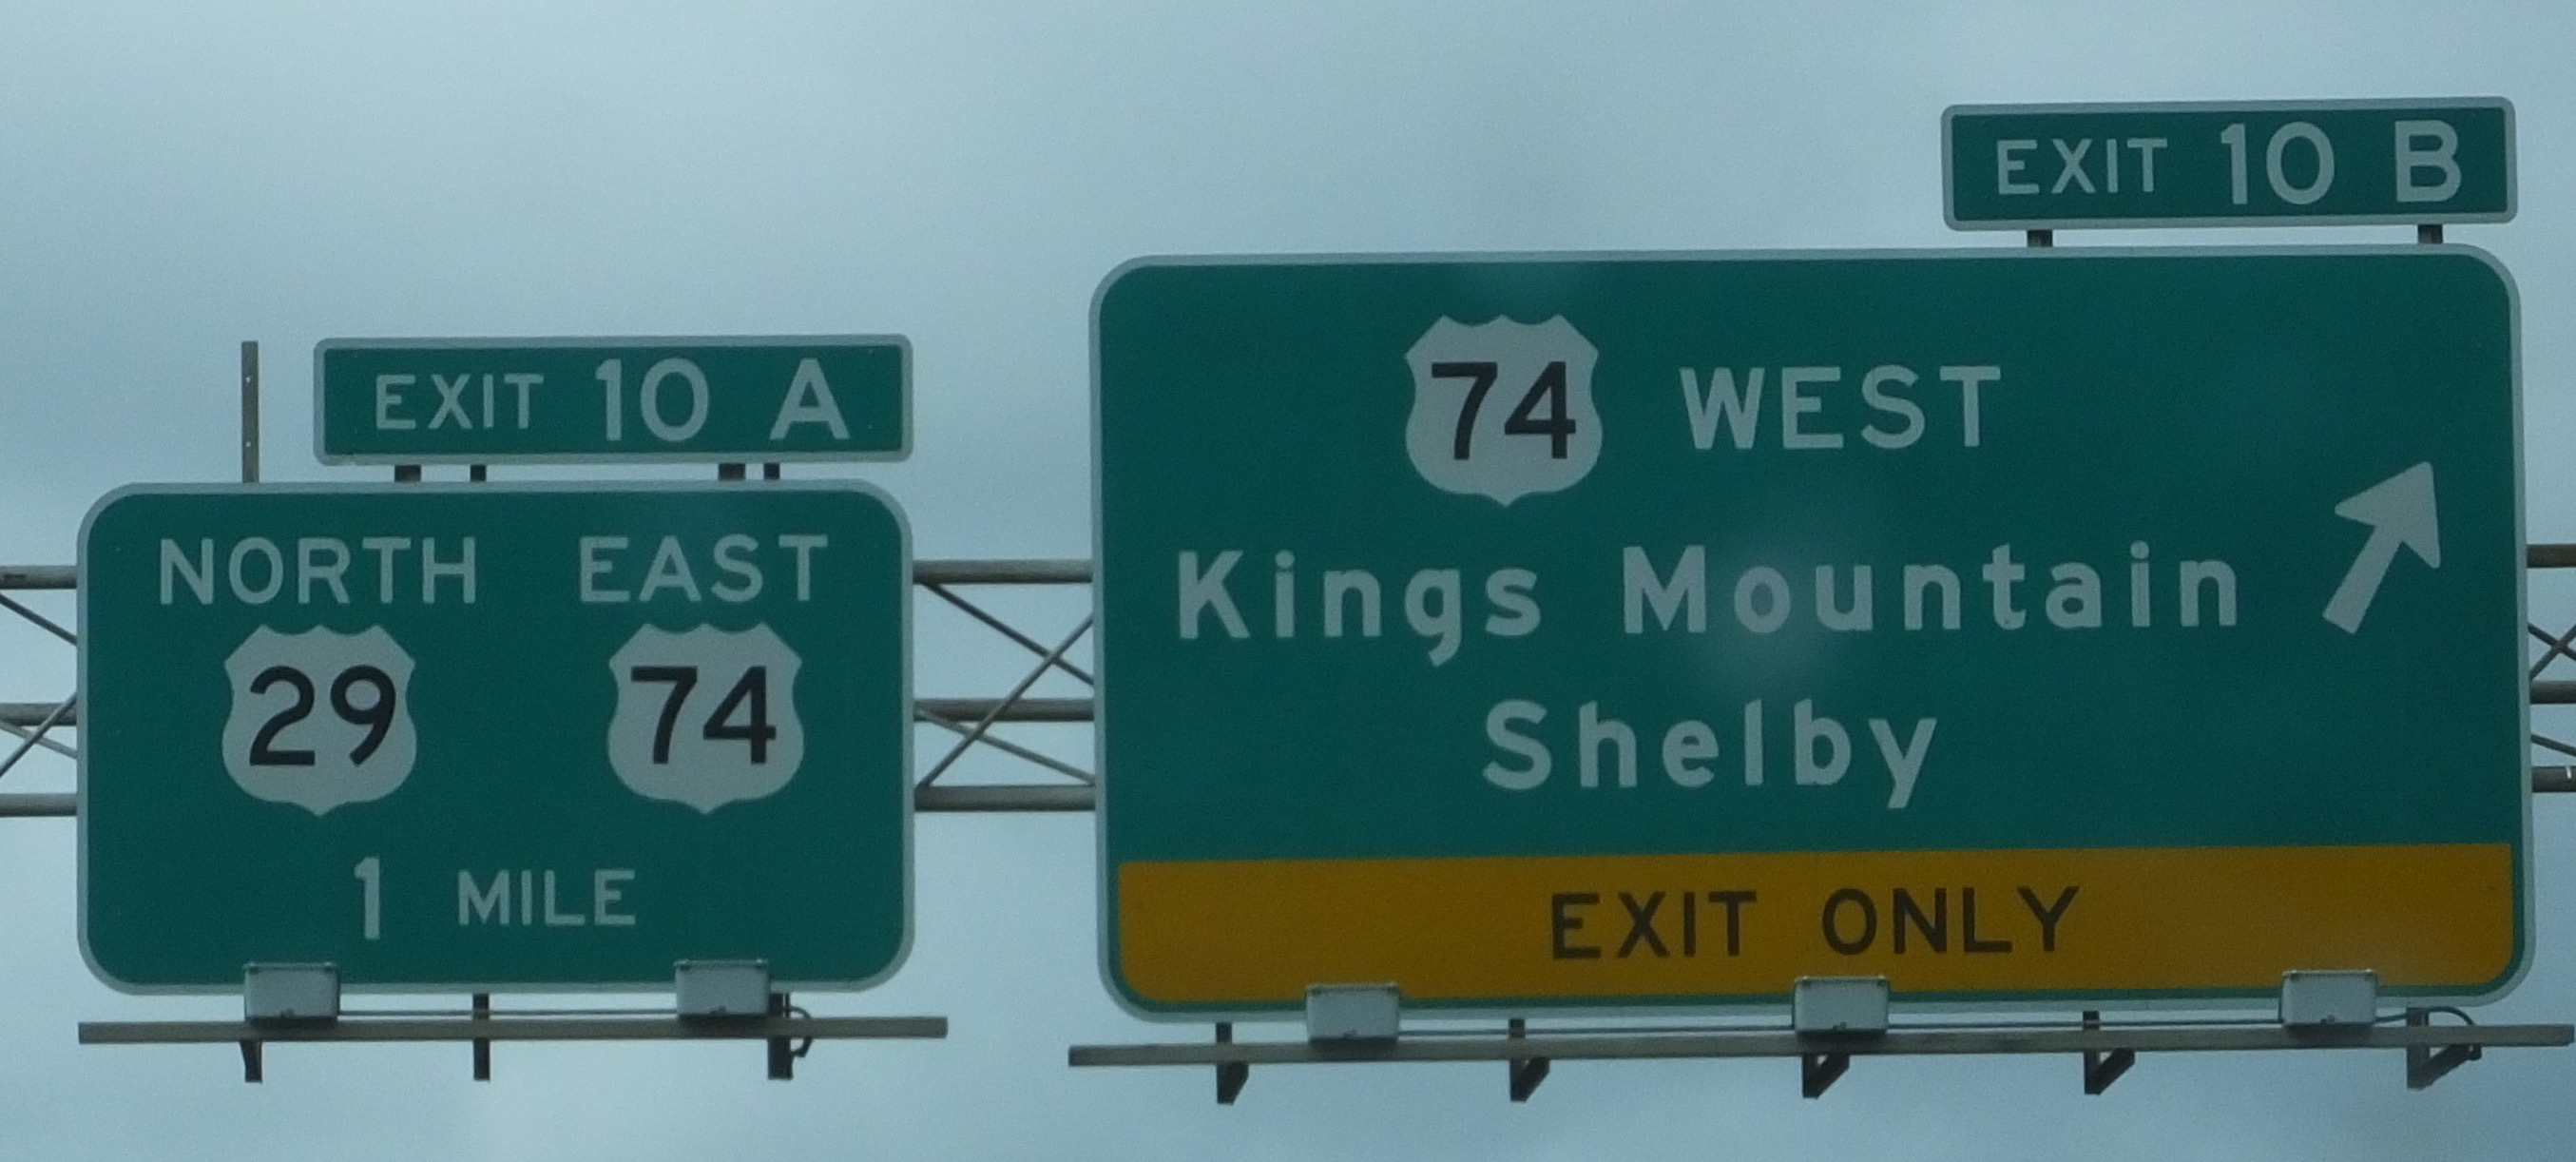 EXIT 10 A
NORTH EAST
29 74
1 MILE
EXIT 10 B
74 WEST
Kings Mountain
Shelby
EXIT ONLY